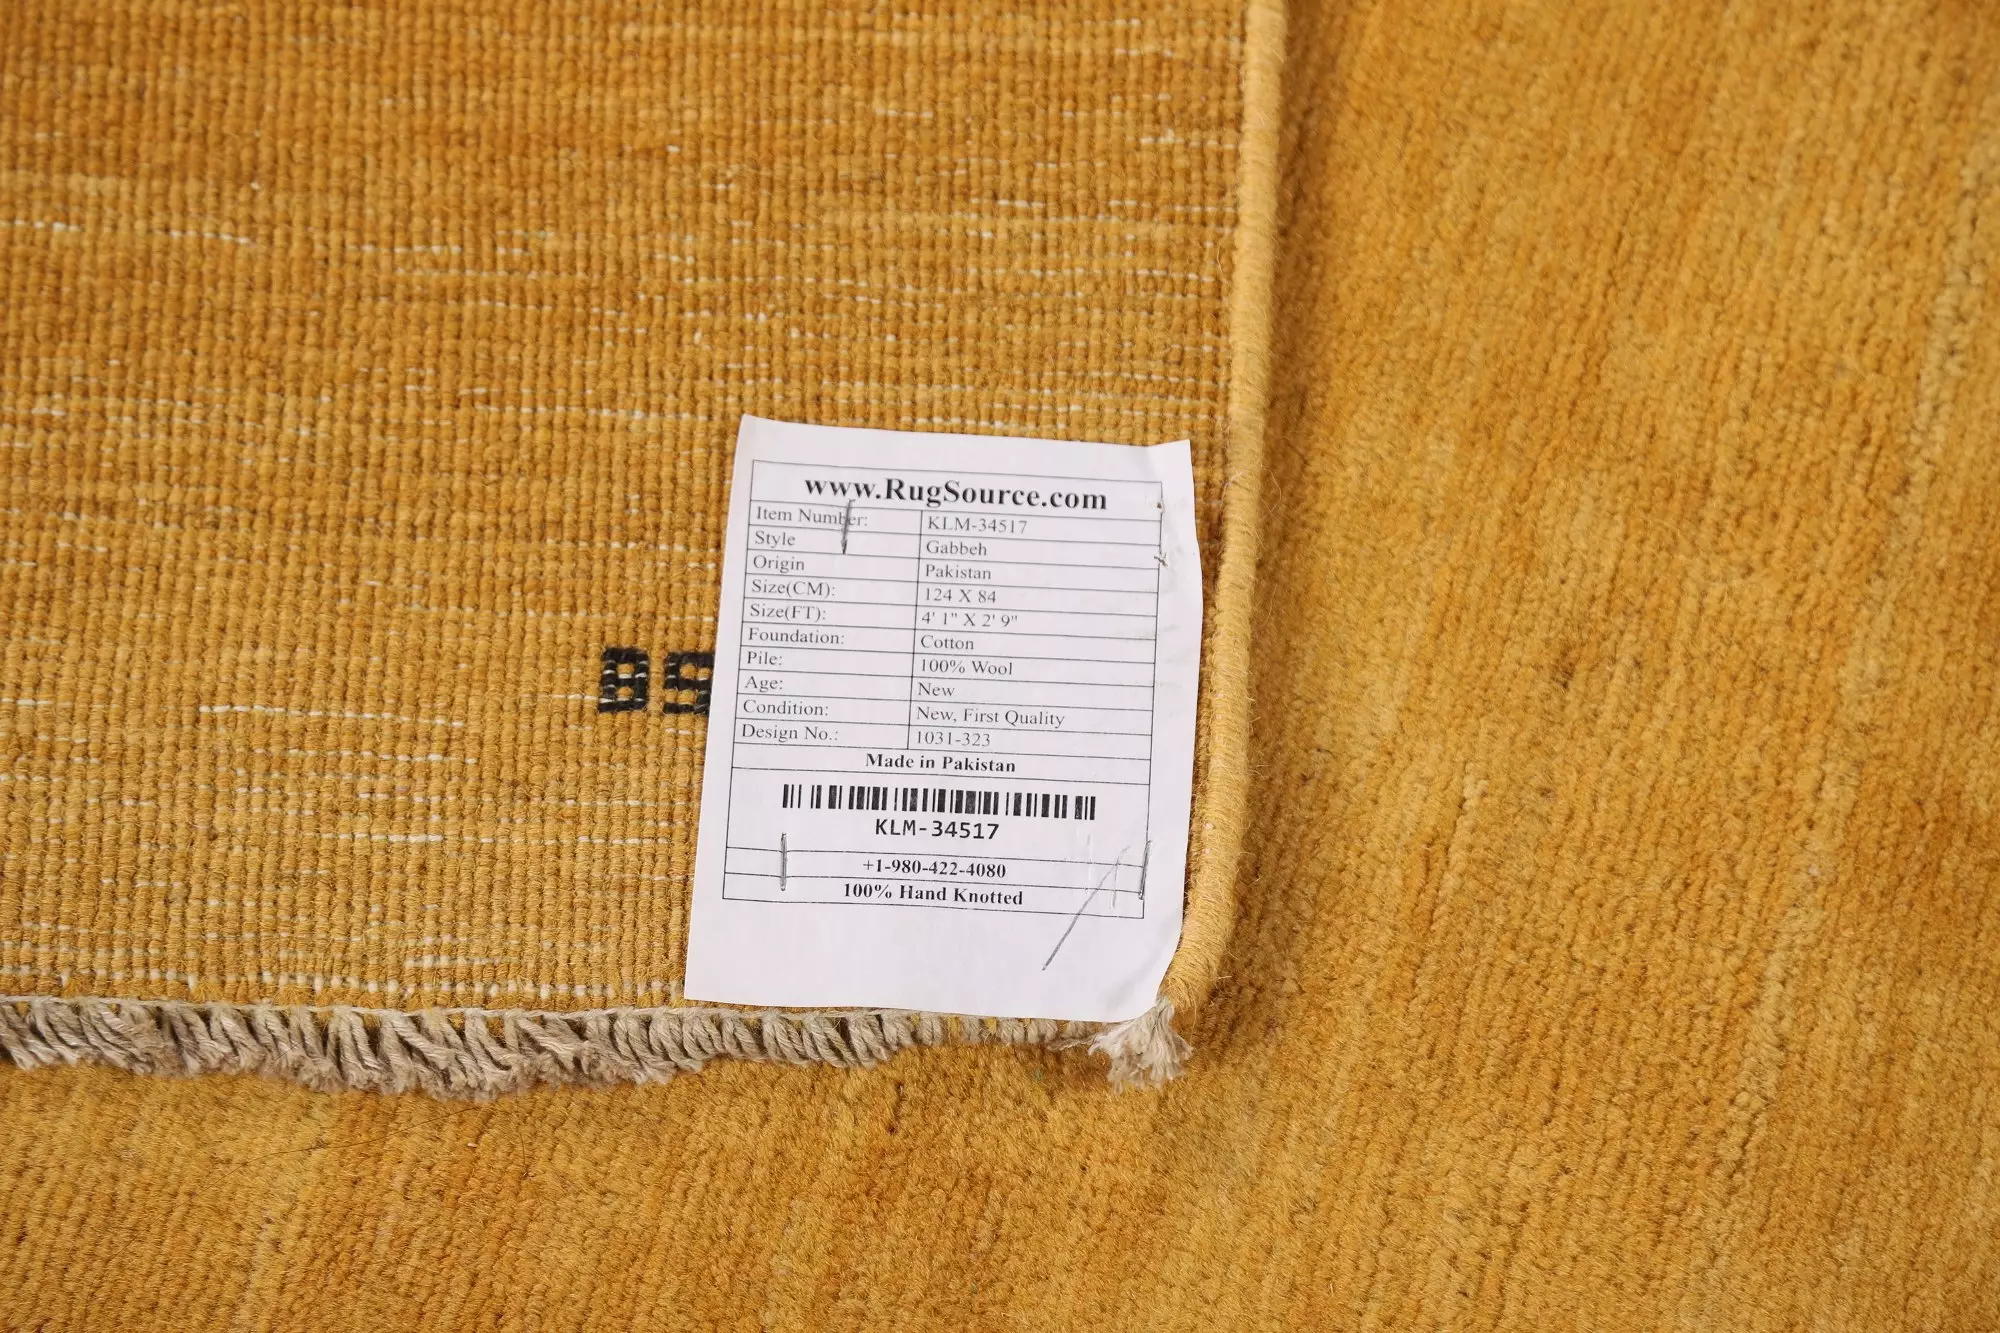 www.RugSource.com
Item Number: KLM-34517
Style Gabbeh
Origin Pakistan
Size(CM): 124 X 84
Size(FT): 4' 1" X 2' 9"
Foundation: Cotton
Pile: 100% Wool
Age: New
Condition: New, First Quality
Design No.: 1031-323
Made in Pakistan
KLM-34517
+1-980-422-4080
100% Hand Knotted